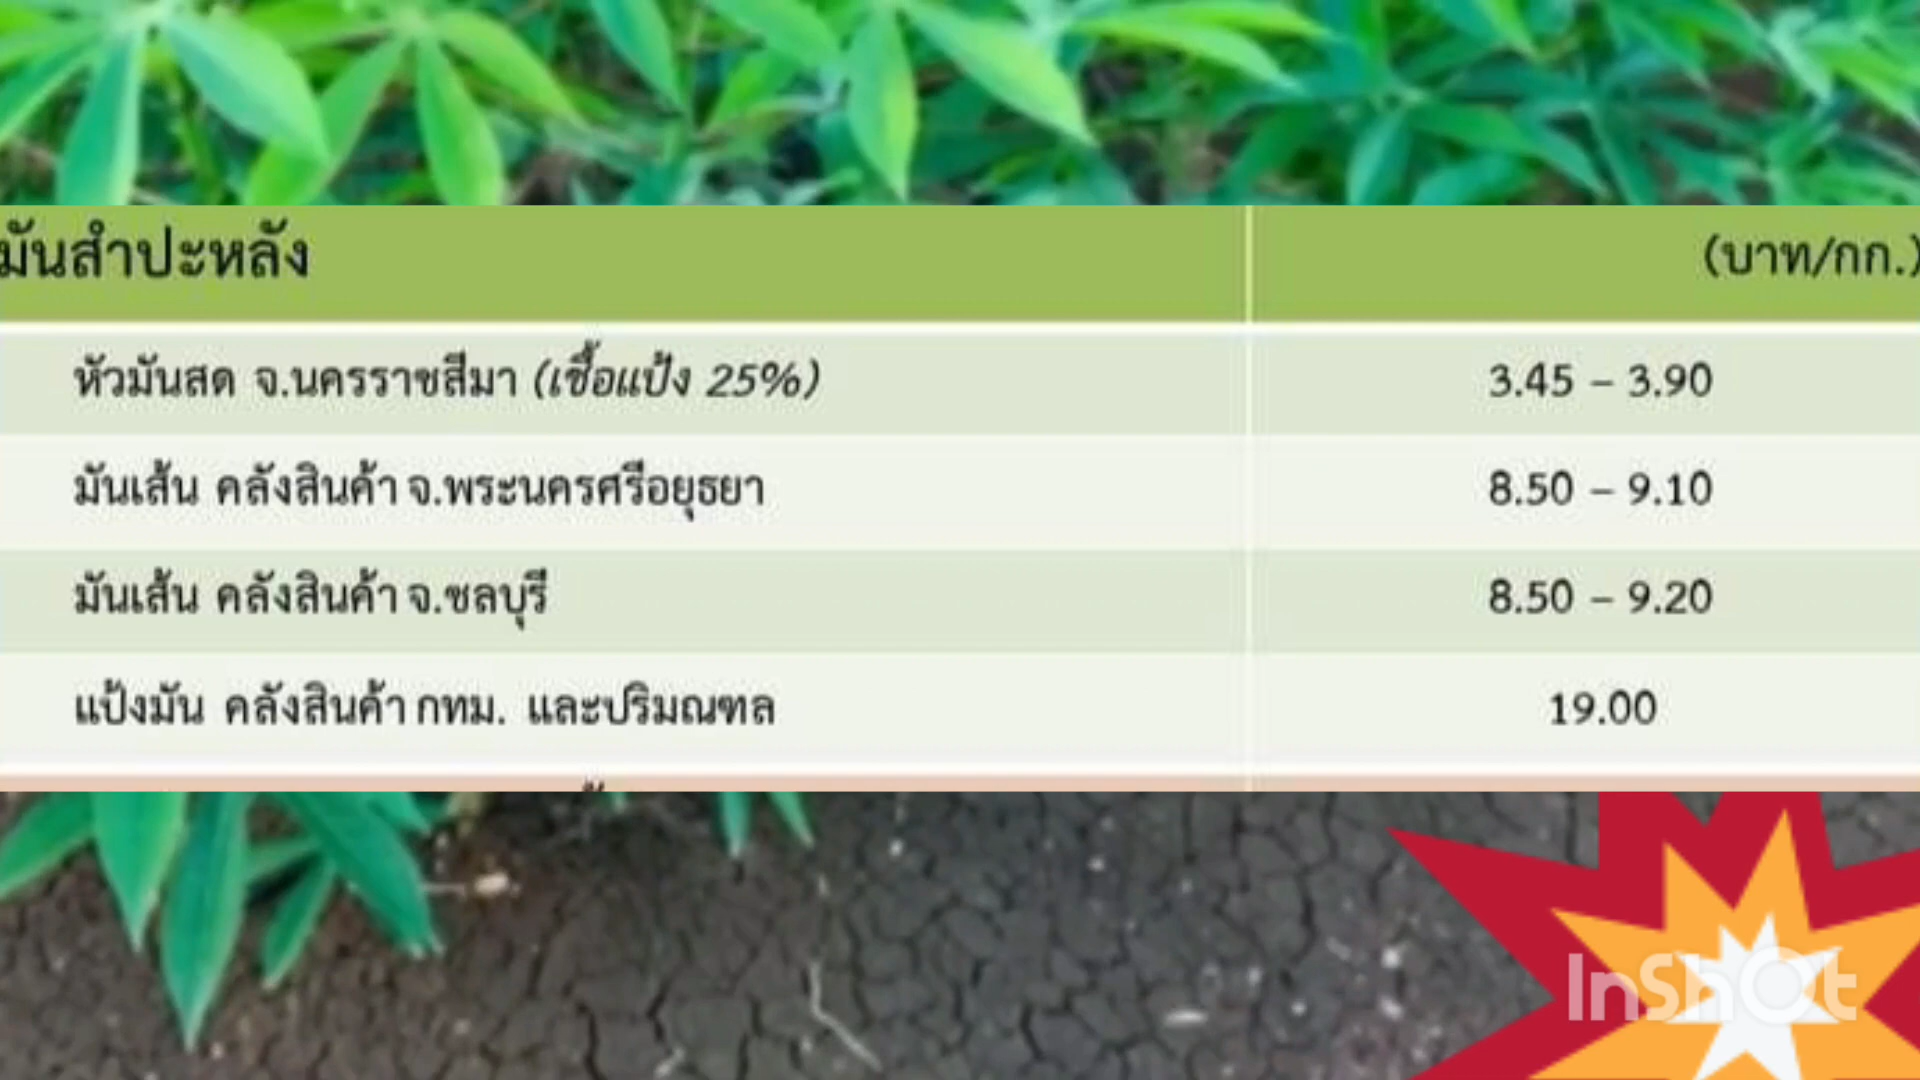 มันสำปะหลัง (บาท/กก.)
หัวมันสด จ.นครราชสีมา (เชื้อแป้ง 25%) 3.45 – 3.90
มันเส้น คลังสินค้า จ.พระนครศรีอยุธยา 8.50 – 9.10
มันเส้น คลังสินค้า จ.ชลบุรี 8.50 – 9.20
แป้งมัน คลังสินค้า กทม. และปริมณฑล 19.00
InShOt